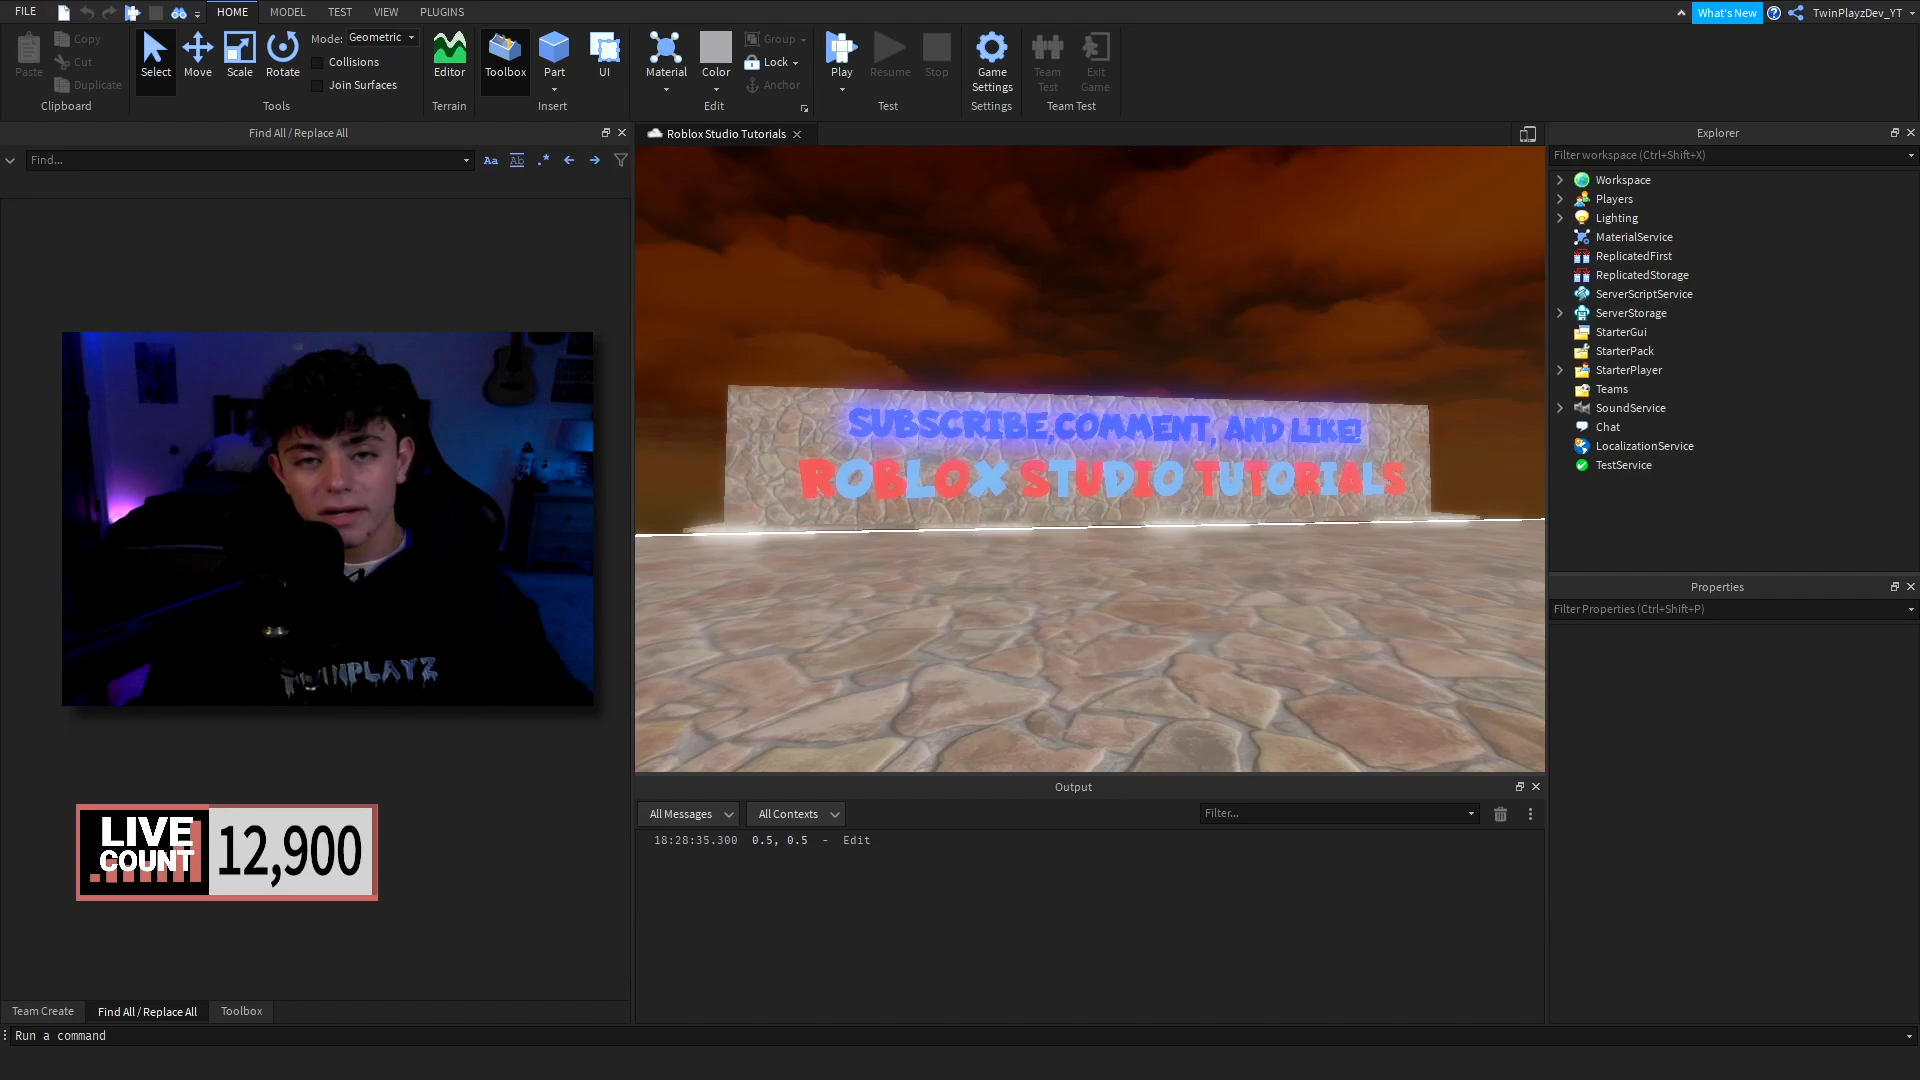 FILE
HOME
MODEL
TEST
VIEW
PLUGINS
What's New
TwinPlayzDev_YT
Paste
Copy
Cut
Duplicate
Clipboard
Select
Move
Scale
Rotate
Mode: Geometric
Collisions
Join Surfaces
Tools
Editor
Terrain
Toolbox
Part
UI
Insert
Material
Color
Group
Lock
Anchor
Edit
Play
Resume
Stop
Test
Game
Settings
Settings
Team
Test
Exit
Game
Team Test
Find All / Replace All
Find...
Aa
Ab
.*
TWINPLAYZ
LIVE
COUNT
12,900
Team Create
Find All / Replace All
Toolbox
Run a command
Roblox Studio Tutorials
SUBSCRIBE,COMMENT, AND LIKE!
ROBLOX STUDIO TUTORIALS
Output
All Messages
All Contexts
Filter...
18:28:35.300 0.5, 0.5 - Edit
Explorer
Filter workspace (Ctrl+Shift+X)
Workspace
Players
Lighting
MaterialService
ReplicatedFirst
ReplicatedStorage
ServerScriptService
ServerStorage
StarterGui
StarterPack
StarterPlayer
Teams
SoundService
Chat
LocalizationService
TestService
Properties
Filter Properties (Ctrl+Shift+P)